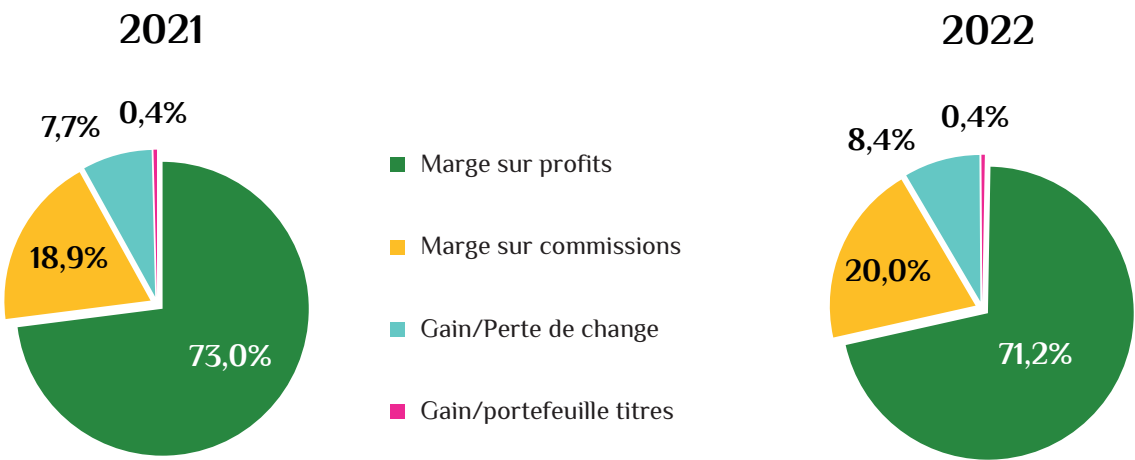 2021
7,7%
0,4%
18,9%
73,0%
Marge sur profits
Marge sur commissions
Gain/Perte de change
Gain/portefeuille titres
2022
8,4%
0,4%
20,0%
71,2%